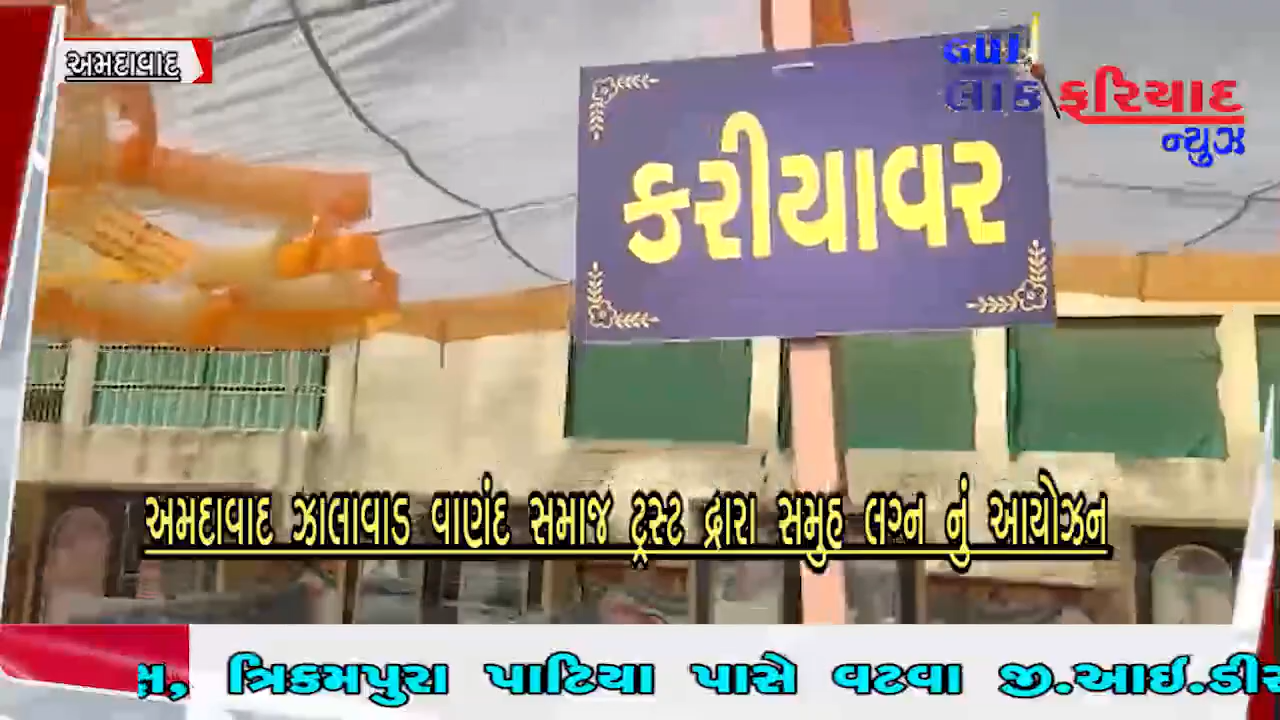 અમદાવાદ
લોક ફરિયાદ
ન્યુઝ
કરીયાવર
અમદાવાદ ઝાલાવાડ વાણંદ સમાજ ટ્રસ્ટ દ્વારા સમુહ લગ્ન નું આયોઝન
ત્રિકમપુરા પાટિયા પાસે વટવા જી.આઇ.ડી